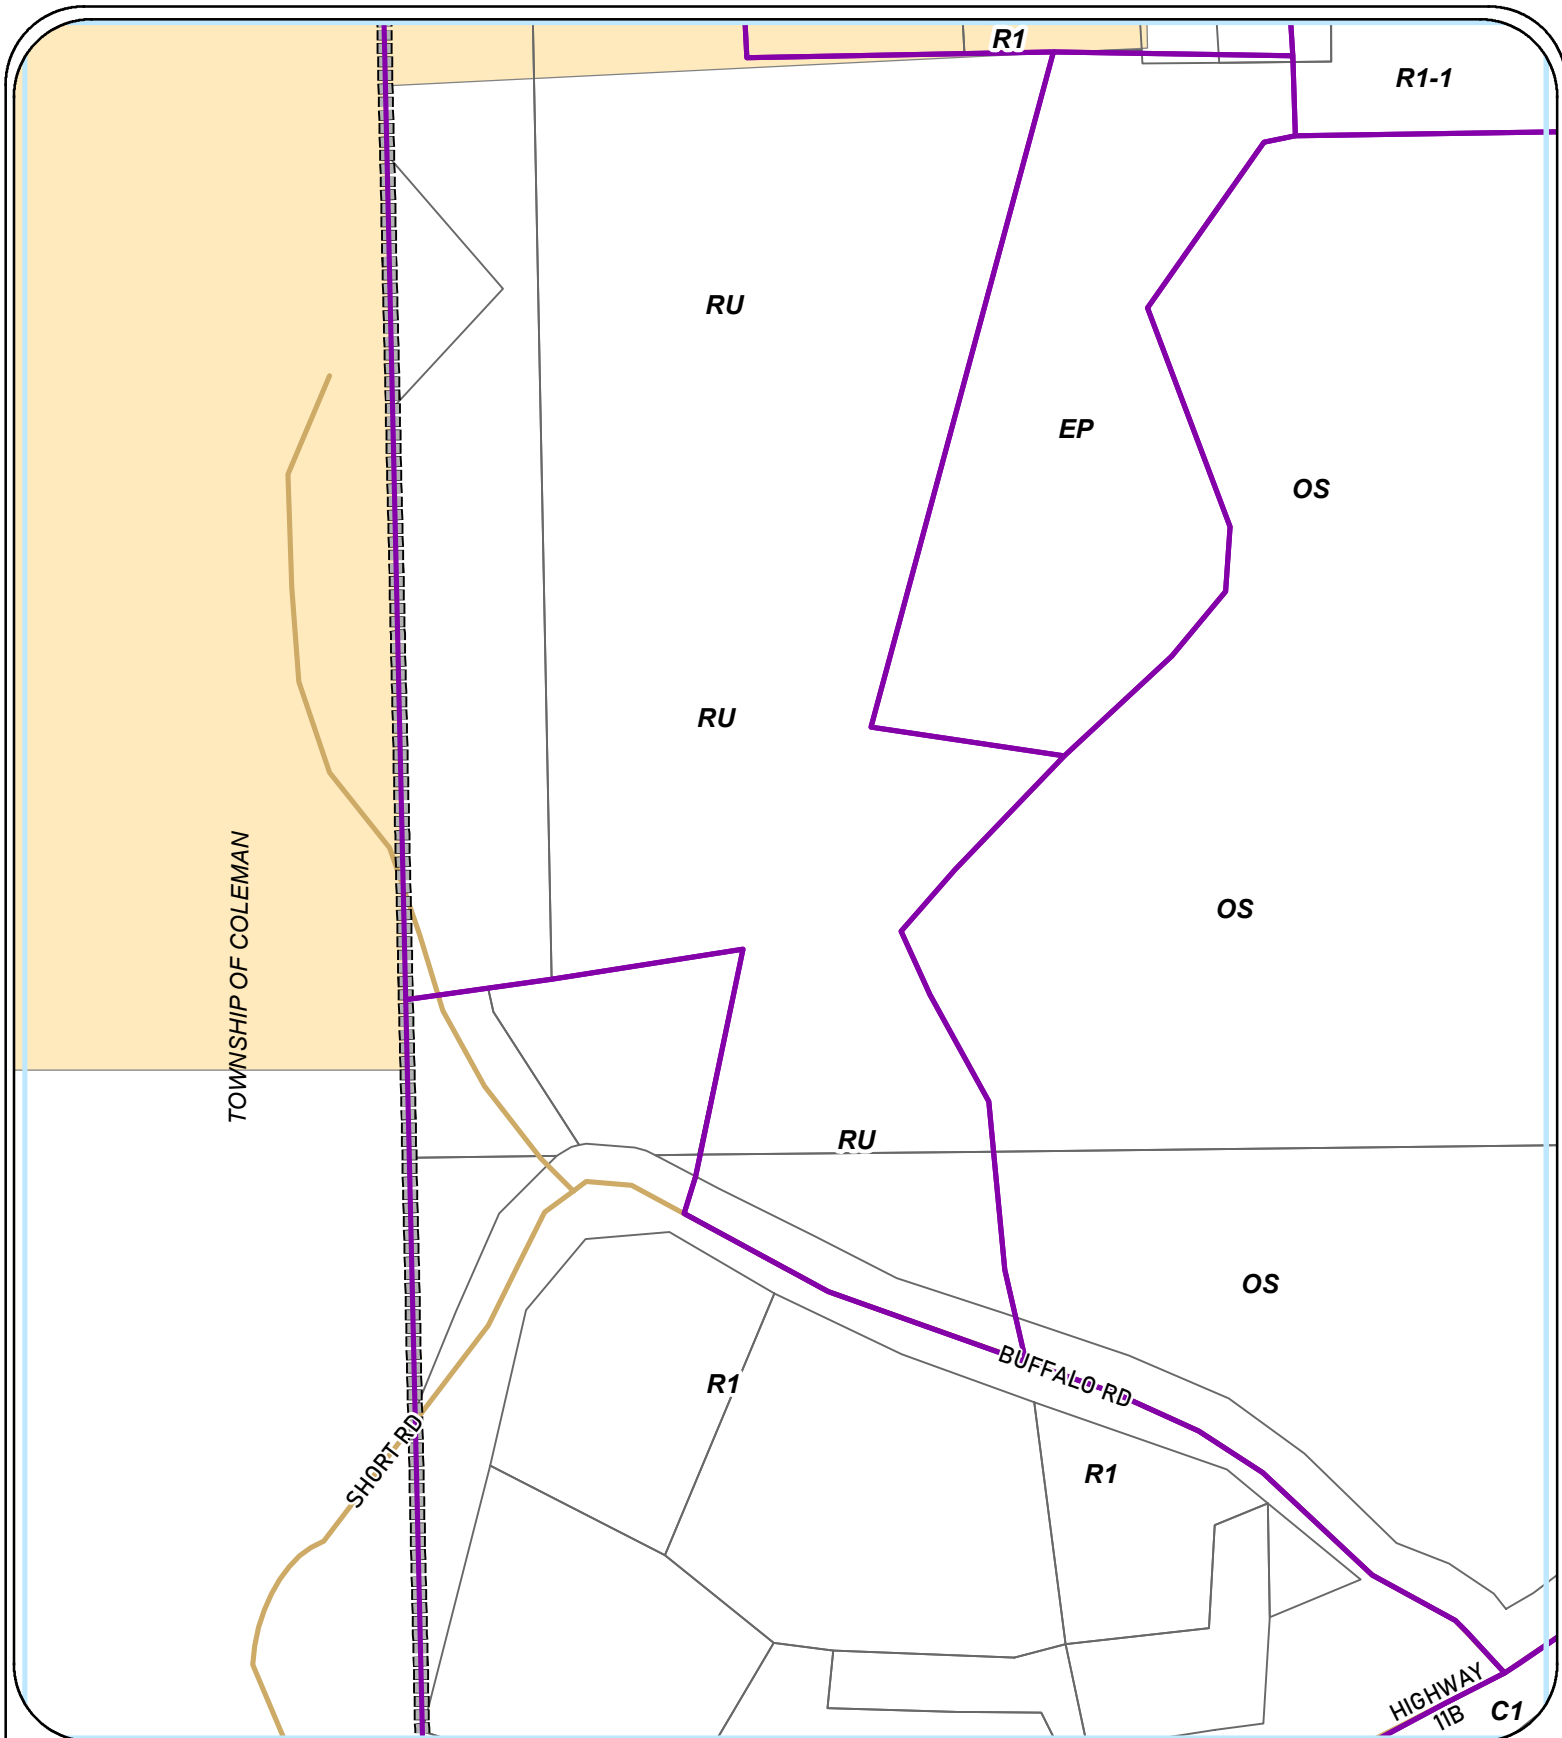 R1
R1-1
RU
EP
OS
RU
TOWNSHIP OF COLEMAN
OS
RU
OS
BUFFALO RD
R1
SHORT RD
R1
HIGHWAY
11B
C1